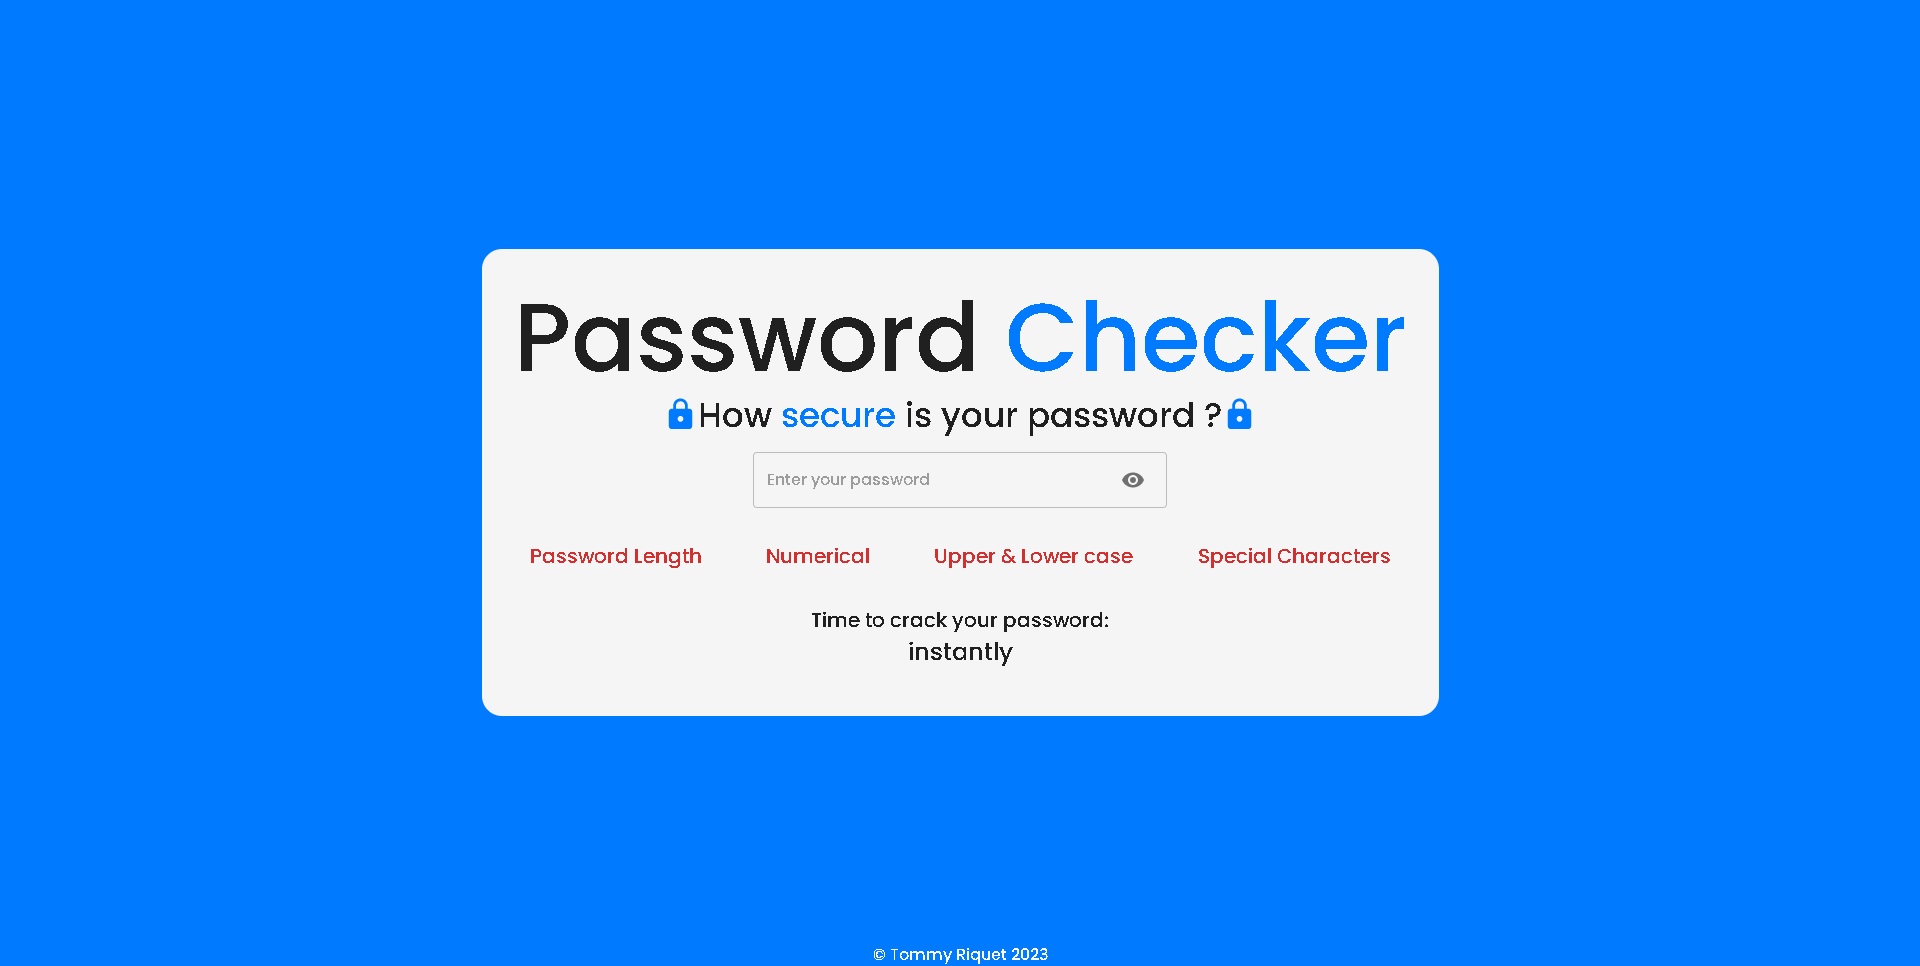 Password Checker
How secure is your password ?
Enter your password
Password Length Numerical Upper & Lower case Special Characters
Time to crack your password:
instantly
© Tommy Riquet 2023